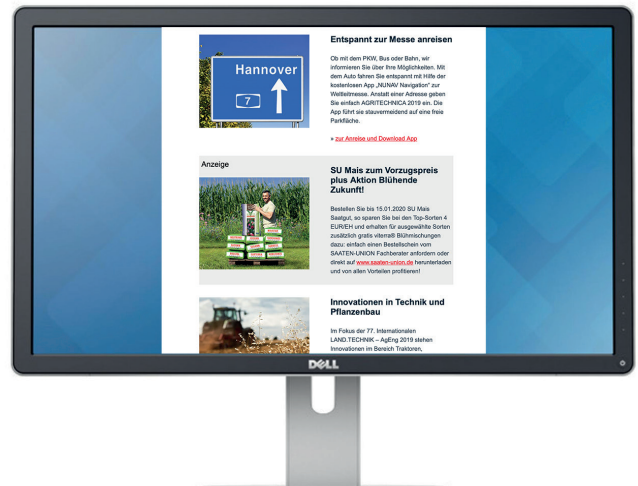 Entspannt zur Messe anreisen
Hannover
7
Ob mit dem PKW, Bus oder Bahn, wir
informieren Sie über Ihre Möglichkeiten. Mit
dem Auto fahren Sie entspannt mit Hilfe der
kostenlosen App „NUNAV Navigation" zur
Weltleitmesse. Anstatt einer Adresse geben
Sie einfach AGRITECHNICA 2019 ein. Die
App führt sie stauvermeidend auf eine freie
Parkfläche.
» zur Anreise und Download App
Anzeige
SU Mais zum Vorzugspreis
plus Aktion Blühende
Zukunft!
Bestellen Sie bis 15.01.2020 SU Mais
Saatgut, so sparen Sie bei den Top-Sorten 4
EUR/EH und erhalten für ausgewählte Sorten
zusätzlich gratis viterra® Blühmischungen
dazu: einfach einen Bestellschein vom
SAATEN-UNION Fachberater anfordern oder
direkt auf www.saaten-union.de herunterladen
und von allen Vorteilen profitieren!
Innovationen in Technik und
Pflanzenbau
Im Fokus der 77. Internationalen
LAND.TECHNIK – AgEng 2019 stehen
Innovationen im Bereich Traktoren,
DELL